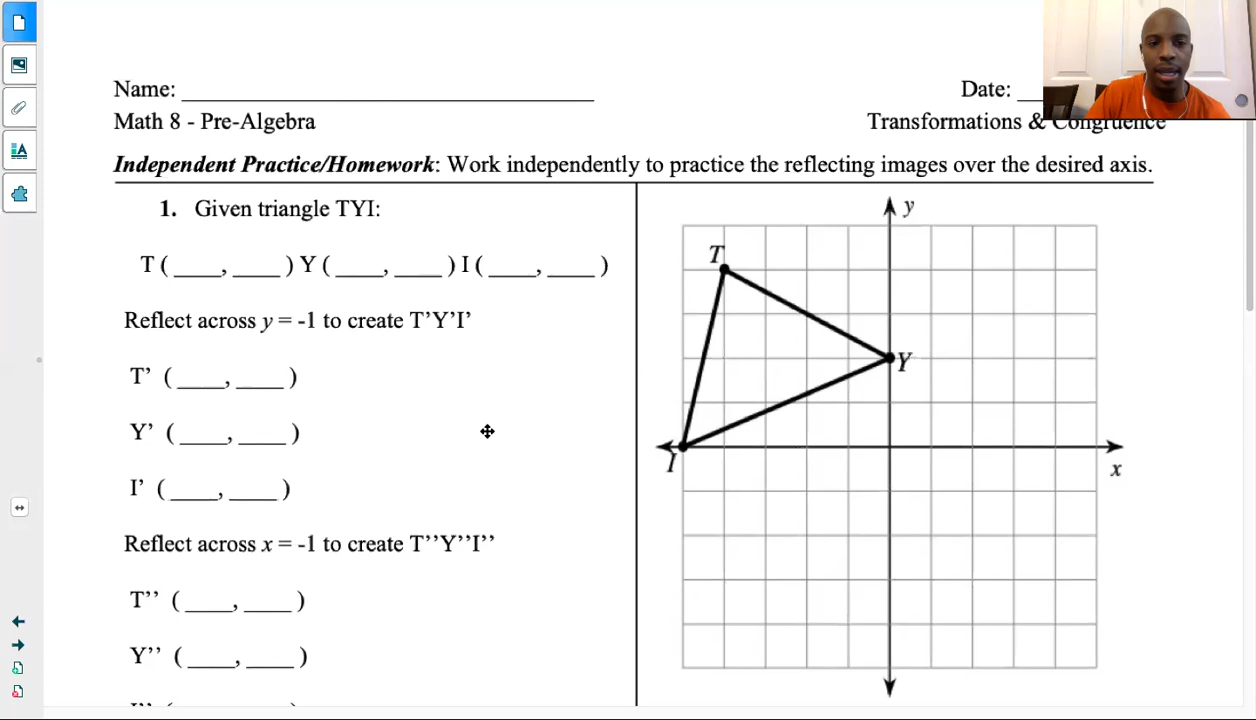 Name: ____ Date: __
Math 8 - Pre-Algebra Transformations & Congruence
Independent Practice/Homework: Work independently to practice the reflecting images over the desired axis.
1. Given triangle TYI:
T ( ____, ____ ) Y ( ____, ____ ) I ( ____, ____ )
Reflect across y = -1 to create T’Y’I’
T’ ( ____, ____ )
Y’ ( ____, ____ )
I’ ( ____, ____ )
Reflect across x = -1 to create T’’Y’’I’’
T’’ ( ____, ____ )
Y’’ ( ____, ____ )
y
T
Y
I
x